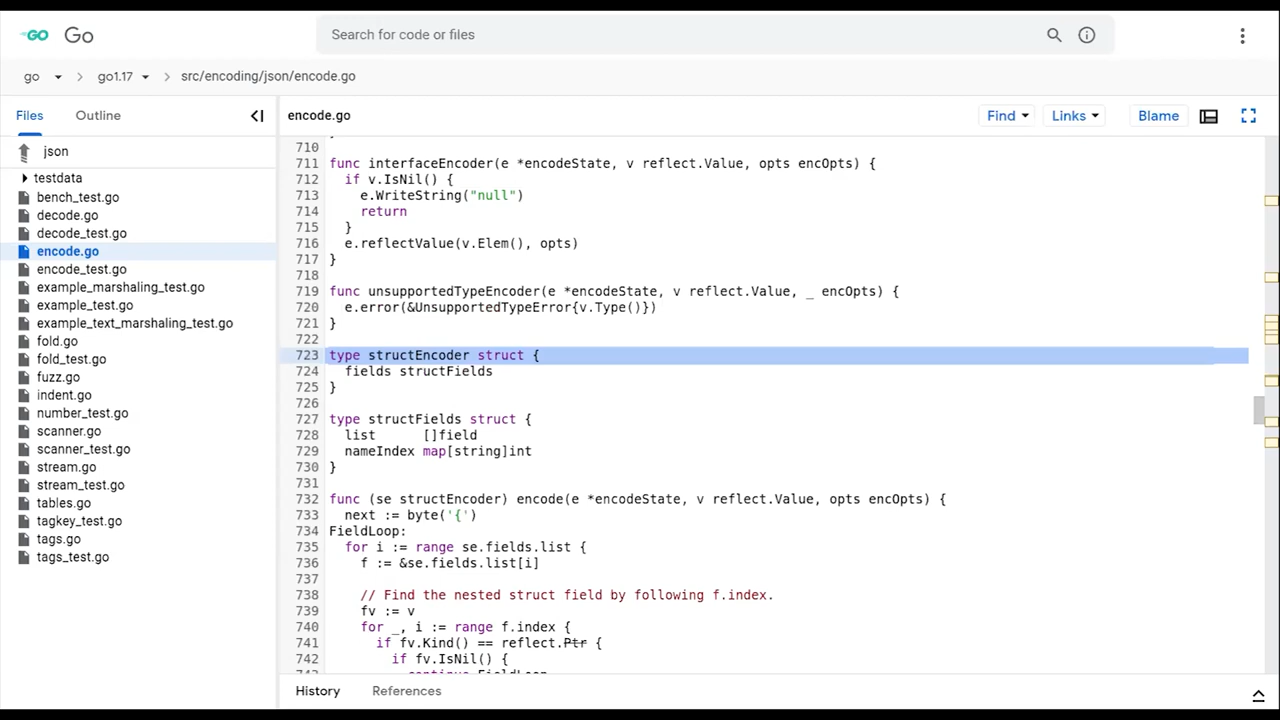 GO Go
Search for code or files
go go1.17 src/encoding/json/encode.go
Files Outline
json
testdata
bench_test.go
decode.go
decode_test.go
encode.go
encode_test.go
example_marshaling_test.go
example_test.go
example_text_marshaling_test.go
fold.go
fold_test.go
fuzz.go
indent.go
number_test.go
scanner.go
scanner_test.go
stream.go
stream_test.go
tables.go
tagkey_test.go
tags.go
tags_test.go
encode.go Find Links Blame
710
711 func interfaceEncoder(e *encodeState, v reflect.Value, opts encOpts) {
712 if v.IsNil() {
713 e.WriteString("null")
714 return
715 }
716 e.reflectValue(v.Elem(), opts)
717 }
718
719 func unsupportedTypeEncoder(e *encodeState, v reflect.Value, _ encOpts) {
720 e.error(&UnsupportedTypeError{v.Type()})
721 }
722
723 type structEncoder struct {
724 fields structFields
725 }
726
727 type structFields struct {
728 list []field
729 nameIndex map[string]int
730 }
731
732 func (se structEncoder) encode(e *encodeState, v reflect.Value, opts encOpts) {
733 next := byte('{')
734 FieldLoop:
735 for i := range se.fields.list {
736 f := &se.fields.list[i]
737
738 // Find the nested struct field by following f.index.
739 fv := v
740 for _, i := range f.index {
741 if fv.Kind() == reflect.Ptr {
742 if fv.IsNil() {
743 continue FieldLoop
History References